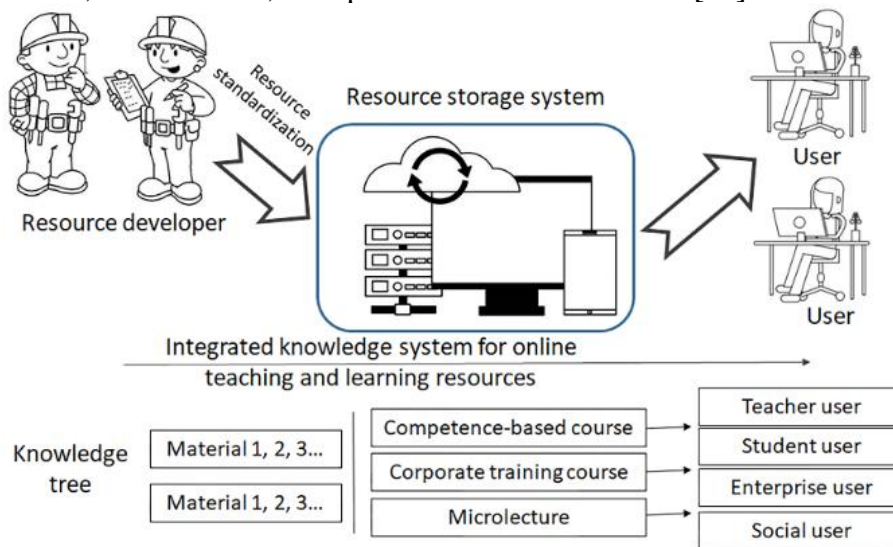 Resource
standardization
Resource storage system
Resource developer
User
User
Integrated knowledge system for online
teaching and learning resources
Knowledge
tree
Material 1, 2, 3...
Material 1, 2, 3...
Competence-based course
Corporate training course
Microlecture
Teacher user
Student user
Enterprise user
Social user